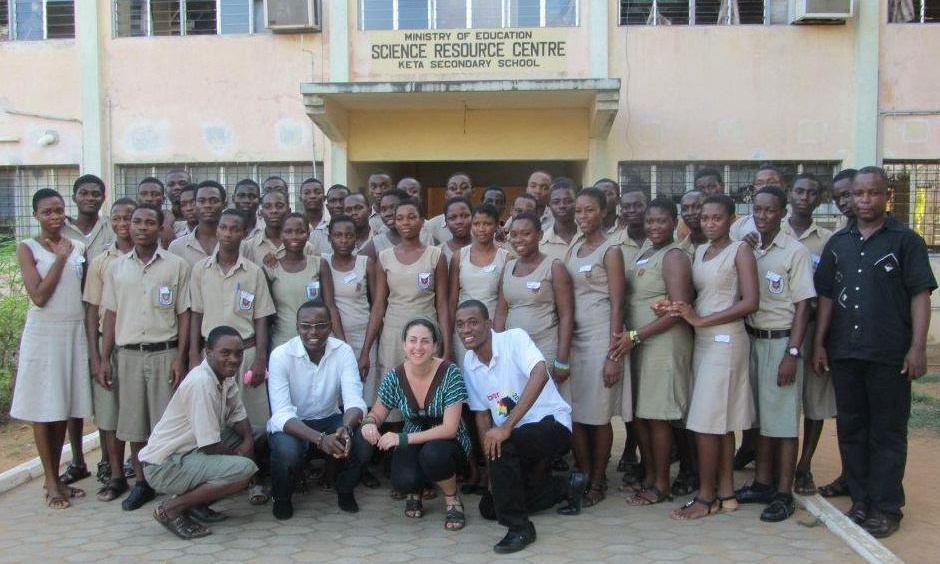 MINISTRY OF EDUCATION
SCIENCE RESOURCE CENTRE
KETA SECONDARY SCHOOL